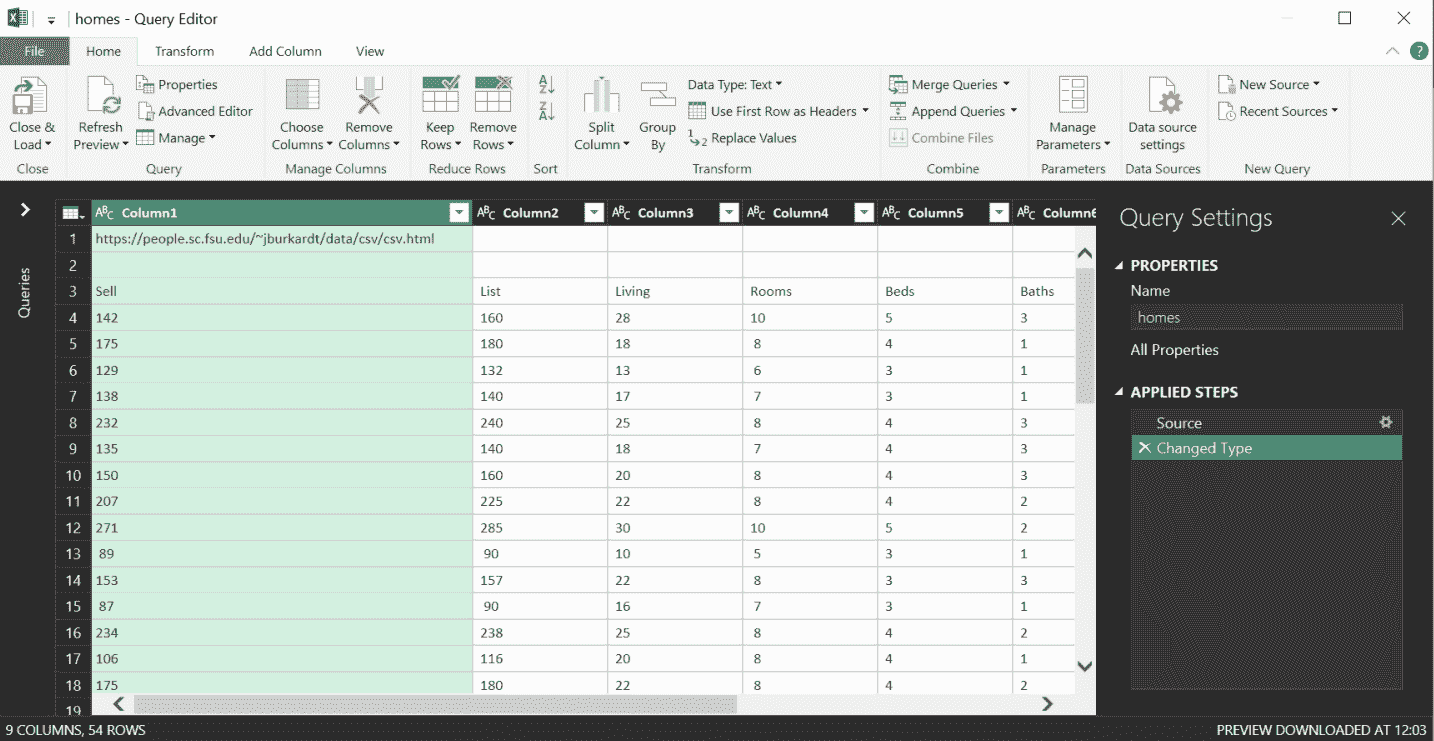 homes - Query Editor
File Home Transform Add Column View
Close & Load
Close
Refresh Preview
Properties
Advanced Editor
Manage
Query
Choose Columns
Remove Columns
Manage Columns
Keep Rows
Remove Rows
Reduce Rows
Sort
Split Column
Group By
Data Type: Text
Use First Row as Headers
Replace Values
Transform
Merge Queries
Append Queries
Combine Files
Combine
Manage Parameters
Parameters
Data source settings
Data Sources
New Source
Recent Sources
New Query
Queries
Column1 Column2 Column3 Column4 Column5 Column6
1 https://people.sc.fsu.edu/~jburkardt/data/csv/csv.html
2
3 Sell List Living Rooms Beds Baths
4 142 160 28 10 5 3
5 175 180 18 8 4 1
6 129 132 13 6 3 1
7 138 140 17 7 3 1
8 232 240 25 8 4 3
9 135 140 18 7 4 3
10 150 160 20 8 4 3
11 207 225 22 8 4 2
12 271 285 30 10 5 2
13 89 90 10 5 3 1
14 153 157 22 8 3 3
15 87 90 16 7 3 1
16 234 238 25 8 4 2
17 106 116 20 8 4 1
18 175 180 22 8 4 2
19
Query Settings
PROPERTIES
Name
homes
All Properties
APPLIED STEPS
Source
Changed Type
9 COLUMNS, 54 ROWS
PREVIEW DOWNLOADED AT 12:03